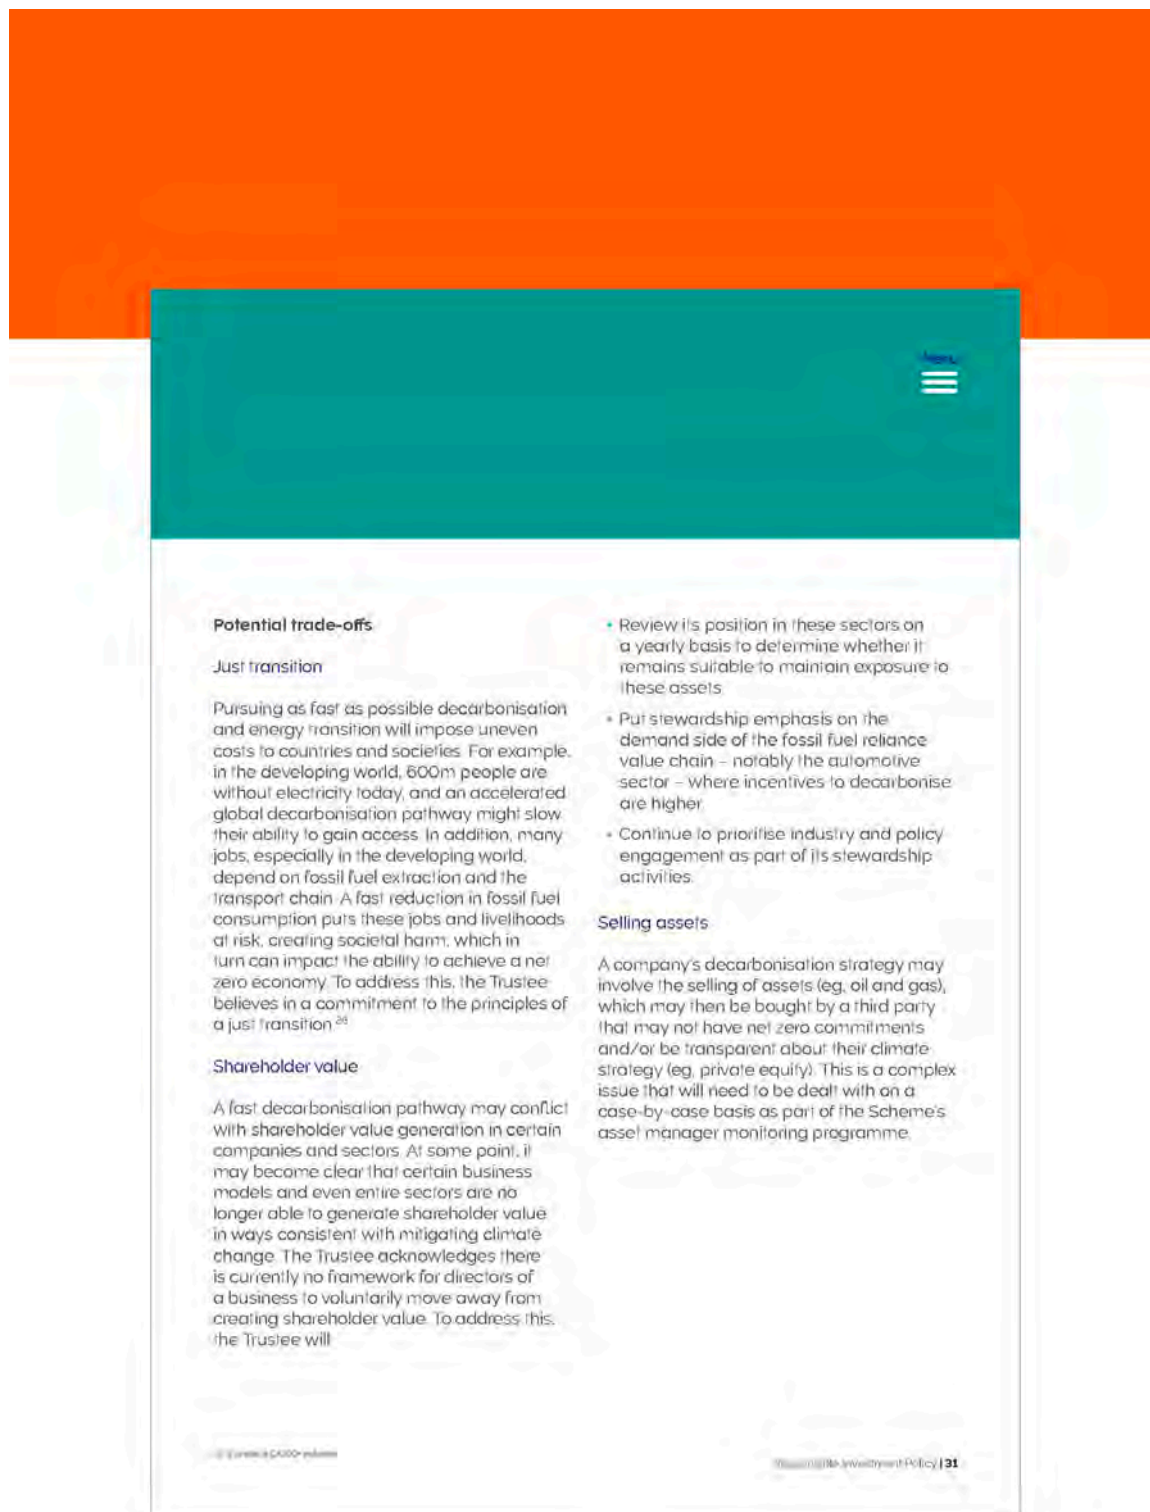 Menu
Potential trade-offs
Just transition
Pursuing as fast as possible decarbonisation
and energy transition will impose uneven
costs to countries and societies. For example,
in the developing world, 600m people are
without electricity today, and an accelerated
global decarbonisation pathway might slow
their ability to gain access. In addition, many
jobs, especially in the developing world,
depend on fossil fuel extraction and the
transport chain. A fast reduction in fossil fuel
consumption puts these jobs and livelihoods
at risk, creating societal harm, which in
turn can impact the ability to achieve a net
zero economy. To address this, the Trustee
believes in a commitment to the principles of
a just transition.
Shareholder value
A fast decarbonisation pathway may conflict
with shareholder value generation in certain
companies and sectors. At some point, it
may become clear that certain business
models and even entire sectors are no
longer able to generate shareholder value
in ways consistent with mitigating climate
change. The Trustee acknowledges there
is currently no framework for directors of
a business to voluntarily move away from
creating shareholder value. To address this,
the Trustee will
• Review its position in these sectors on
a yearly basis to determine whether it
remains suitable to maintain exposure to
these assets
• Put stewardship emphasis on the
demand side of the fossil fuel reliance
value chain – notably the automotive
sector – where incentives to decarbonise
are higher
• Continue to prioritise industry and policy
engagement as part of its stewardship
activities.
Selling assets
A company's decarbonisation strategy may
involve the selling of assets (eg, oil and gas),
which may then be bought by a third party
that may not have net zero commitments
and/or be transparent about their climate
strategy (eg, private equity). This is a complex
issue that will need to be dealt with on a
case-by-case basis as part of the Scheme's
asset manager monitoring programme.
Investment Policy | 31